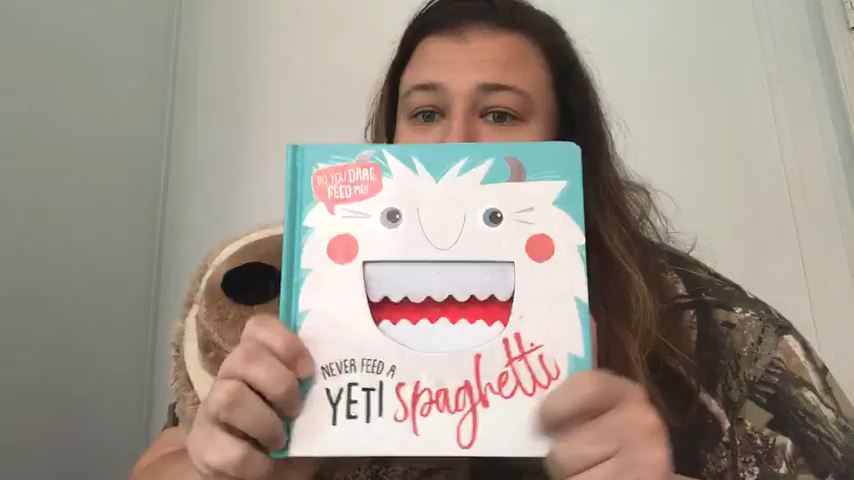 DO YOU DARE
FEED ME?
NEVER FEED A
YETI spaghetti